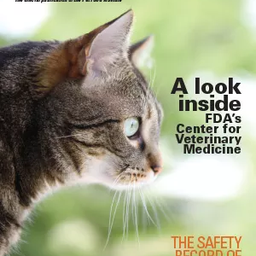 A look
inside
FDA's
Center for
Veterinary
Medicine
THE SAFETY
RECORD OF